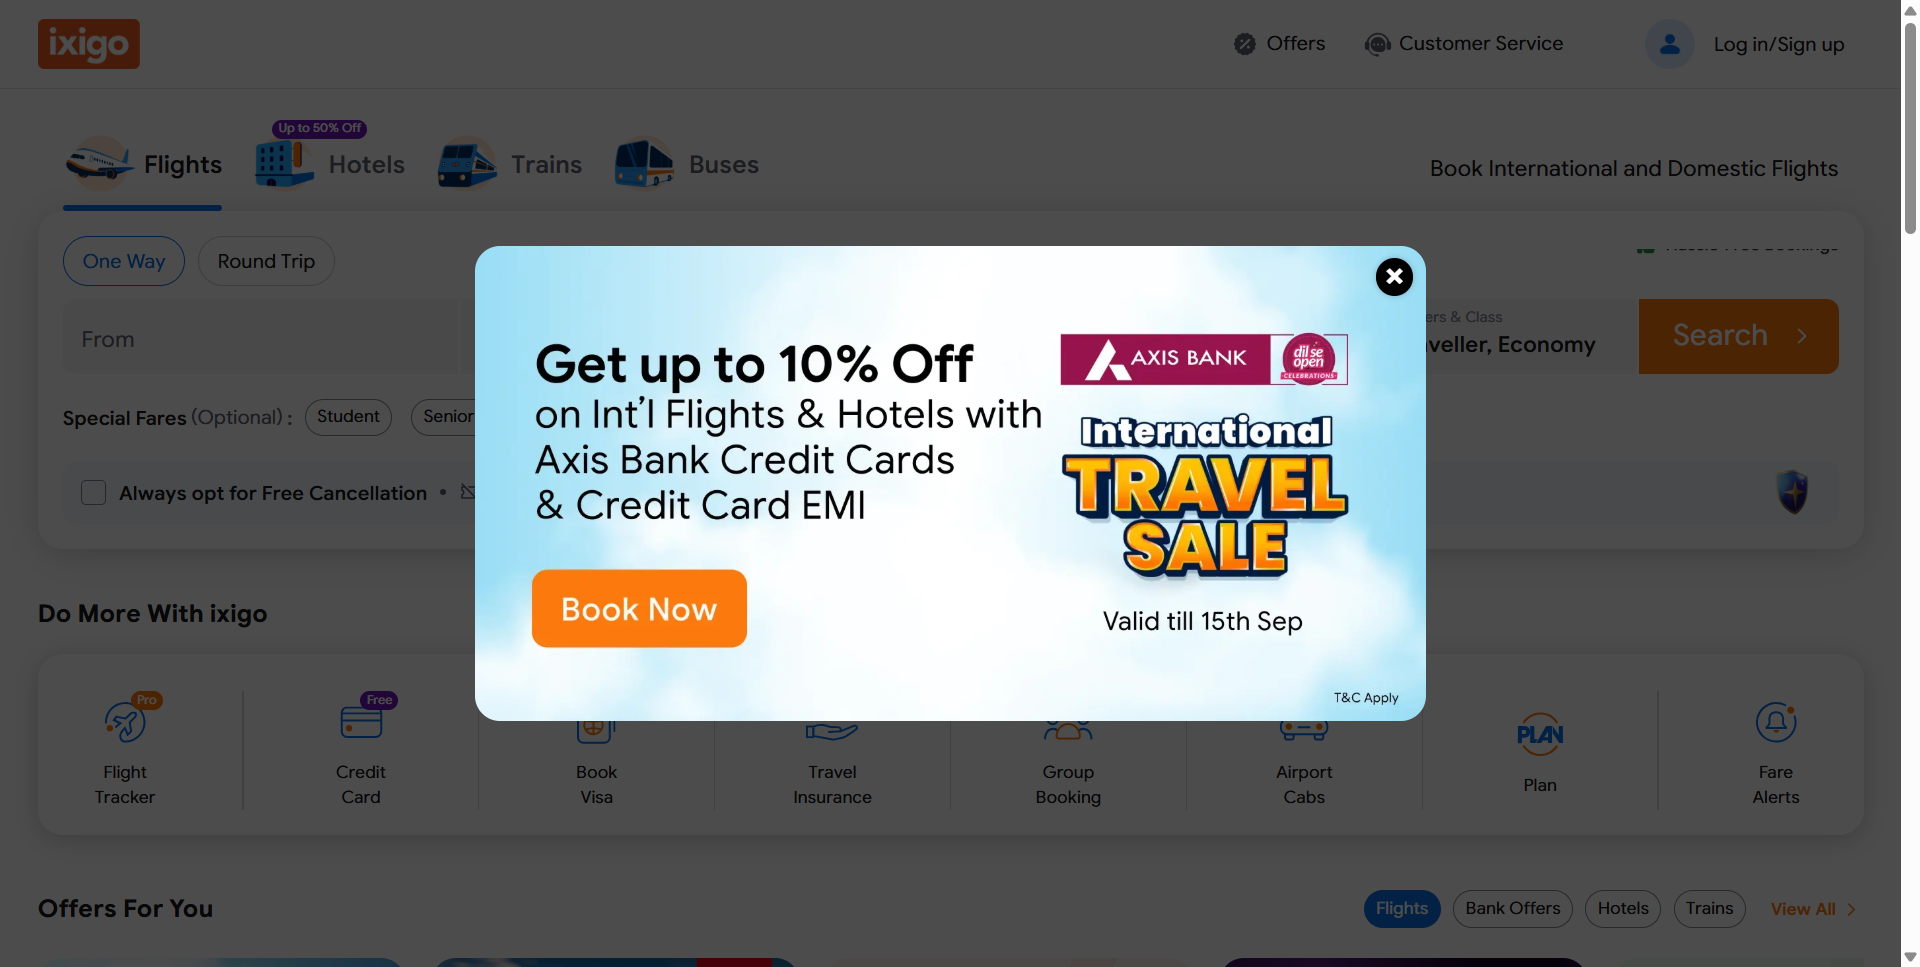 ixigo
Offers
Customer Service
Log in/Sign up
Flights
Up to 50% Off
Hotels
Trains
Buses
Book International and Domestic Flights
One Way
Round Trip
From
ers & Class
veller, Economy
Search
Special Fares (Optional) :
Student
Senior
Always opt for Free Cancellation •
Get up to 10% Off
on Int'l Flights & Hotels with
Axis Bank Credit Cards
& Credit Card EMI
Book Now
AXIS BANK
dil se
open
CELEBRATIONS
International
TRAVEL
SALE
Valid till 15th Sep
T&C Apply
Do More With ixigo
Pro
Flight
Tracker
Free
Credit
Card
Book
Visa
Travel
Insurance
Group
Booking
Airport
Cabs
PLAN
Plan
Fare
Alerts
Offers For You
Flights
Bank Offers
Hotels
Trains
View All